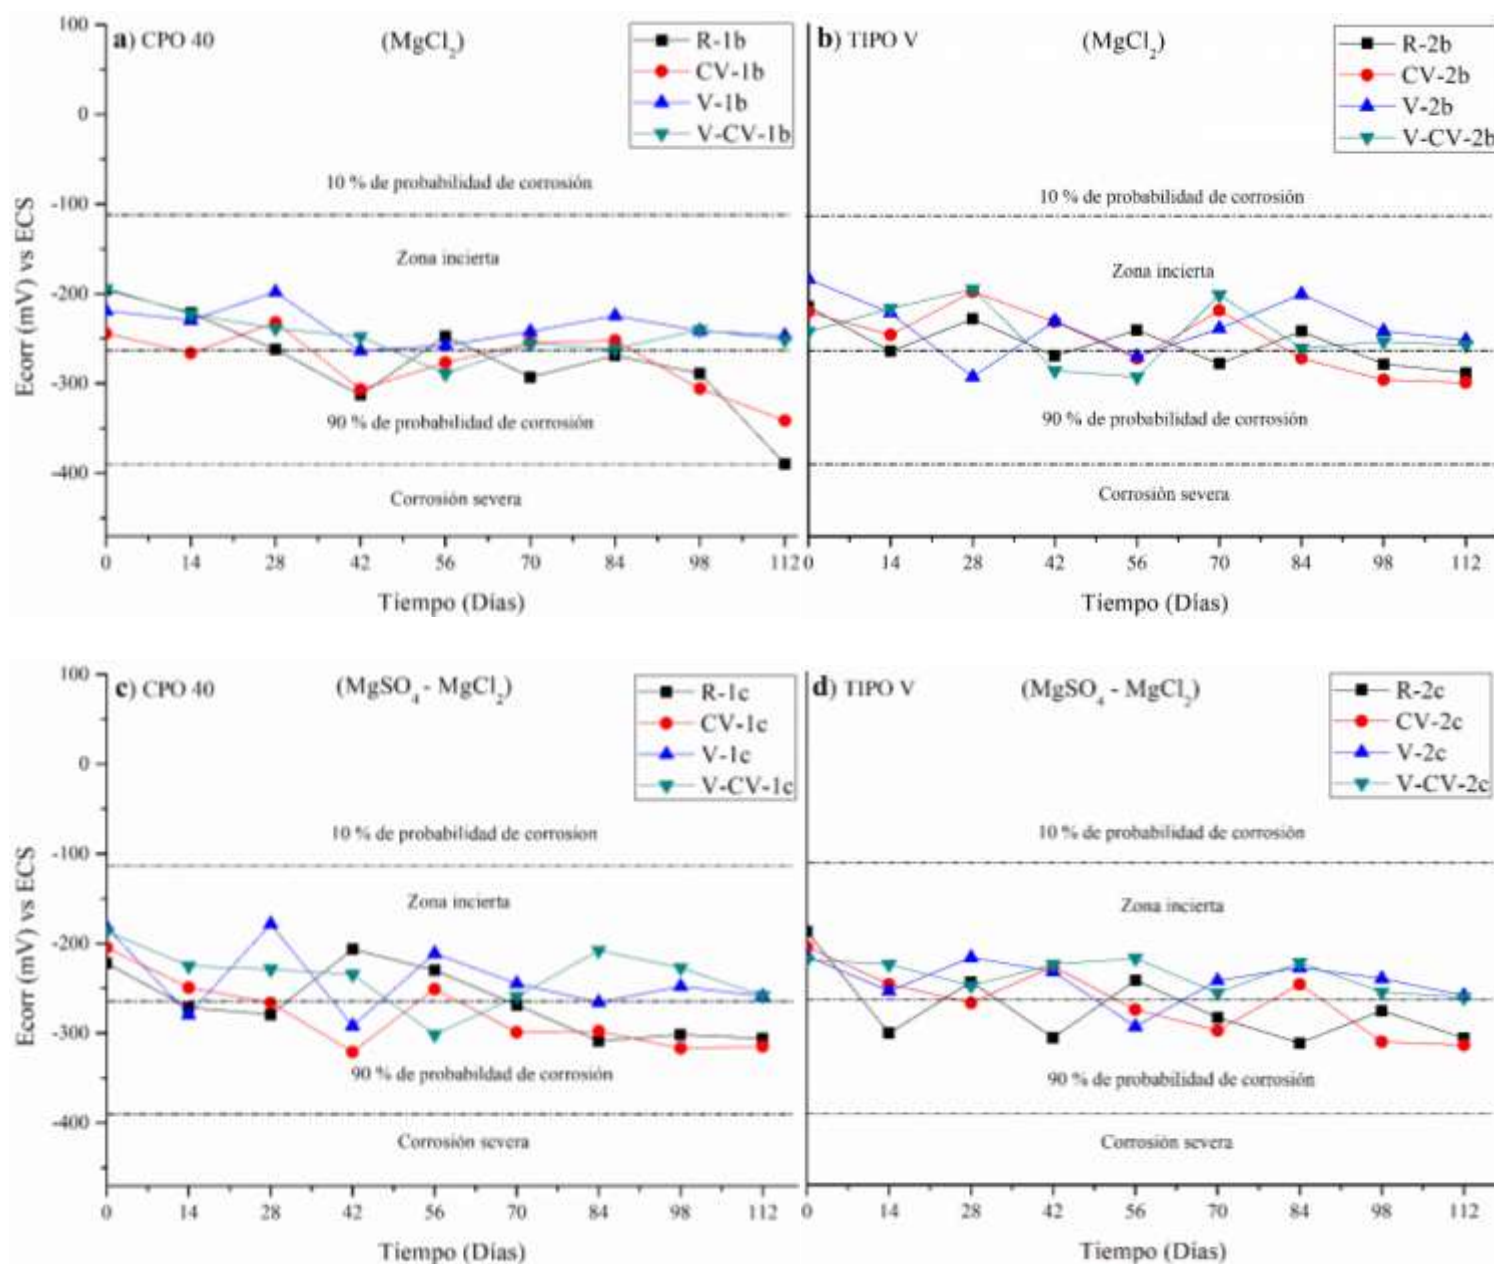 a) CPO 40
(MgCl2)
R-1b
CV-1b
V-1b
V-CV-1b
100
0
-100
-200
-300
-400
Ecorr (mV) vs ECS
10 % de probabilidad de corrosión
Zona incierta
90 % de probabilidad de corrosión
Corrosión severa
0 14 28 42 56 70 84 98 112
Tiempo (Días)
b) TIPO V
(MgCl2)
R-2b
CV-2b
V-2b
V-CV-2b
10 % de probabilidad de corrosión
Zona incierta
90 % de probabilidad de corrosión
Corrosión severa
0 14 28 42 56 70 84 98 112
Tiempo (Días)
c) CPO 40
(MgSO4 - MgCl2)
R-1c
CV-1c
V-1c
V-CV-1c
100
0
-100
-200
-300
-400
Ecorr (mV) vs ECS
10 % de probabilidad de corrosion
Zona incierta
90 % de probabildad de corrosión
Corrosión severa
0 14 28 42 56 70 84 98 112
Tiempo (Días)
d) TIPO V
(MgSO4 - MgCl2)
R-2c
CV-2c
V-2c
V-CV-2c
10 % de probabilidad de corrosión
Zona incierta
90 % de probabilidad de corrosión
Corrosión severa
0 14 28 42 56 70 84 98 112
Tiempo (Días)